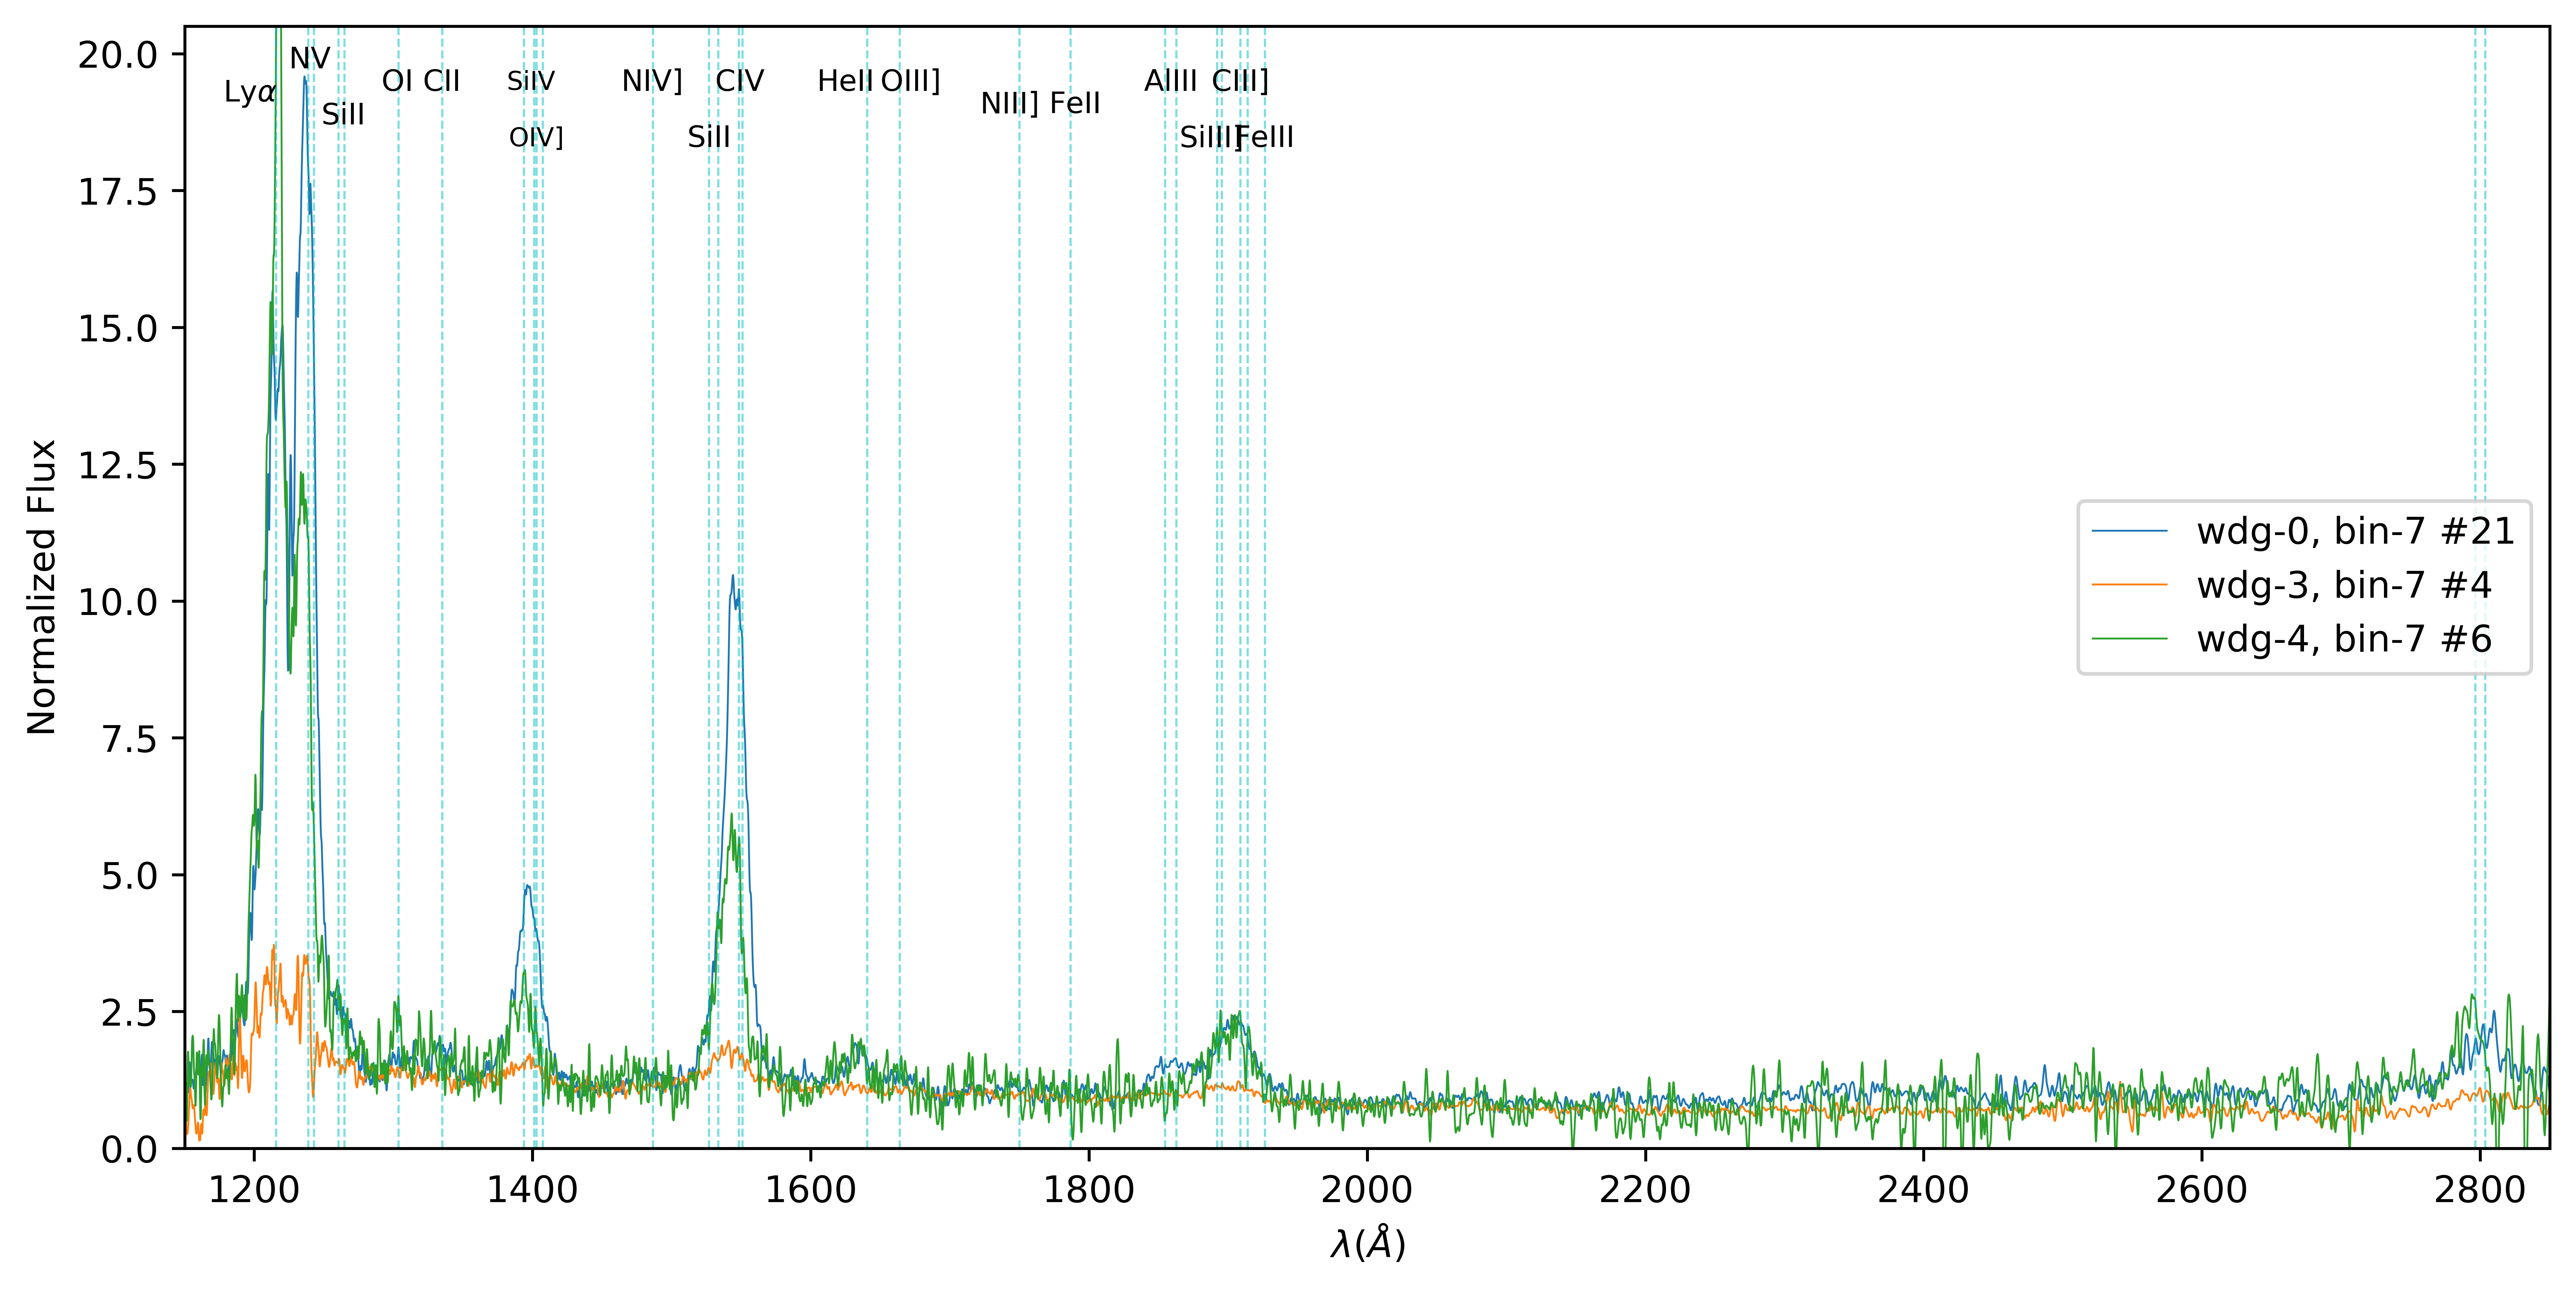 20.0
17.5
15.0
12.5
10.0
7.5
5.0
2.5
0.0
Normalized Flux
Lyα
NV
SiII
OI CII
SiIV
OIV]
NIV]
SiII
CIV
HeII OIII]
NIII] FeII
AlIII CIII]
SiIII] FeIII
wdg-0, bin-7 #21
wdg-3, bin-7 #4
wdg-4, bin-7 #6
1200 1400 1600 1800 2000 2200 2400 2600 2800
λ(Å)